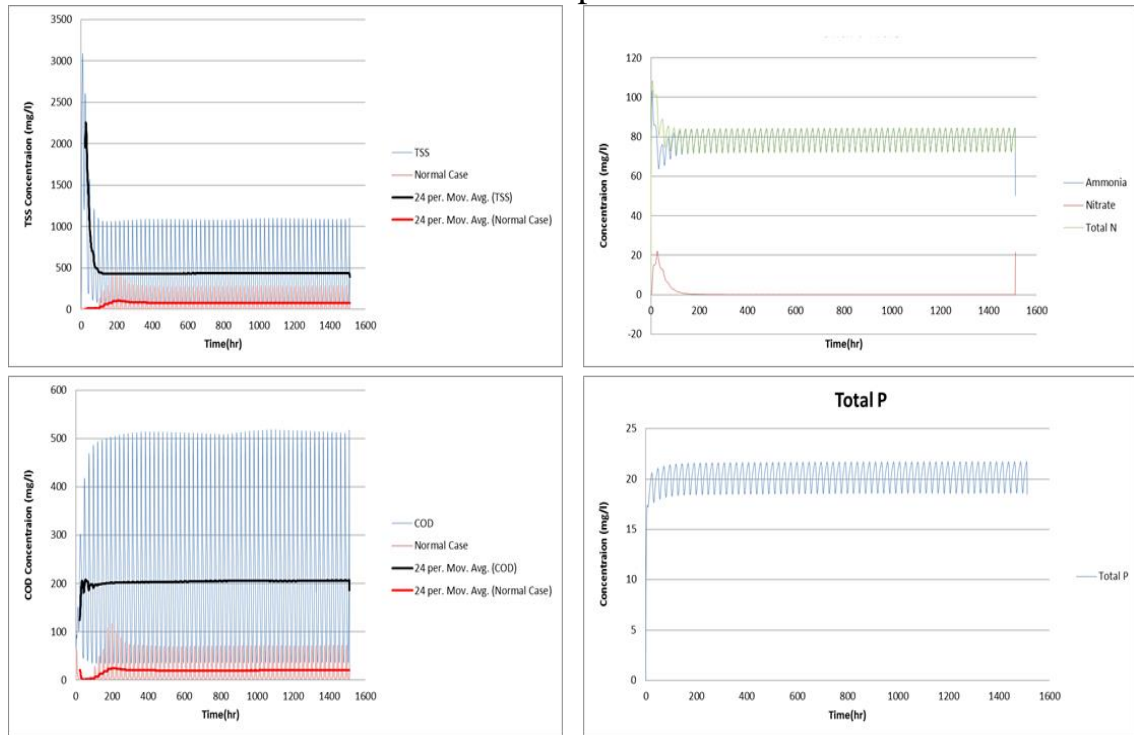 3500
3000
2500
2000
1500
1000
500
0
TSS Concentraion (mg/l)
0 200 400 600 800 1000 1200 1400 1600
Time(hr)
TSS
Normal Case
24 per. Mov. Avg. (TSS)
24 per. Mov. Avg. (Normal Case)
120
100
80
60
40
20
0
-20
Concentraion (mg/l)
0 200 400 600 800 1000 1200 1400 1600
Time(hr)
Ammonia
Nitrate
Total N
600
500
400
300
200
100
0
COD Concentraion (mg/l)
0 200 400 600 800 1000 1200 1400 1600
Time(hr)
COD
Normal Case
24 per. Mov. Avg. (COD)
24 per. Mov. Avg. (Normal Case)
Total P
25
20
15
10
5
0
Concentraion (mg/l)
0 200 400 600 800 1000 1200 1400 1600
Time(hr)
Total P